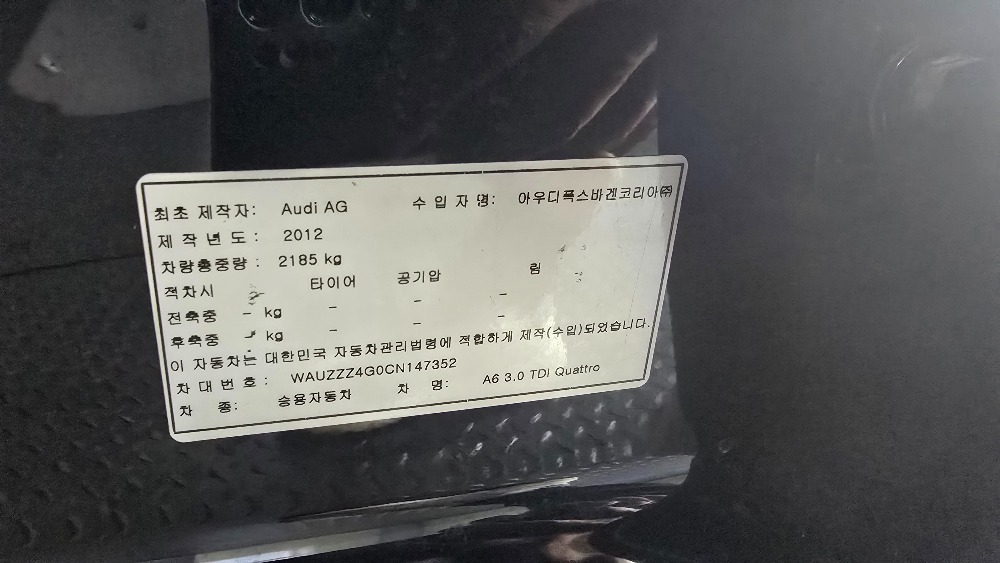 최초 제작자: Audi AG 수 입 자 명: 아우디폭스바겐코리아㈜
제 작 년 도 : 2012
차량총중량 : 2185 kg
적차시 타이어 공기압 림
전축중 - kg - - -
후축중 - kg - - -
이 자동차는 대한민국 자동차관리법령에 적합하게 제작(수입)되었습니다.
차 대 번 호 : WAUZZZ4G0CN147352
차 종: 승용자동차 차 명: A6 3.0 TDI Quattro